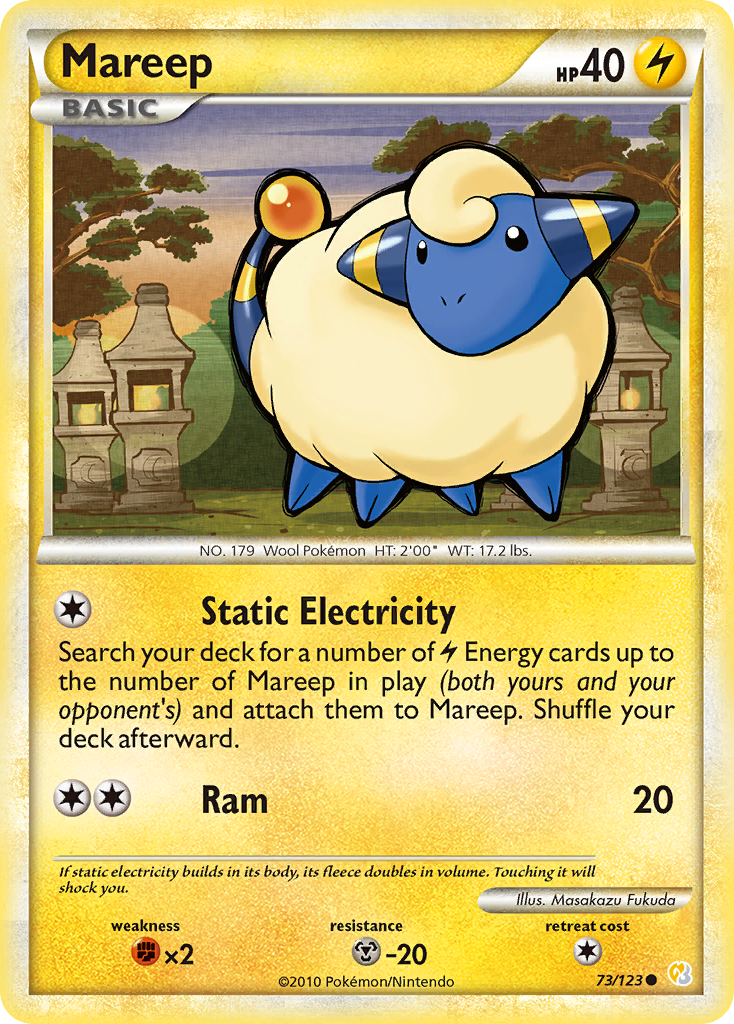 Mareep
HP40
BASIC
NO. 179 Wool Pokémon HT: 2'00" WT: 17.2 lbs.
Static Electricity
Search your deck for a number of Energy cards up to
the number of Mareep in play (both yours and your
opponent's) and attach them to Mareep. Shuffle your
deck afterward.
Ram 20
If static electricity builds in its body, its fleece doubles in volume. Touching it will
shock you.
Illus. Masakazu Fukuda
weakness resistance retreat cost
×2 -20
©2010 Pokémon/Nintendo 73/123